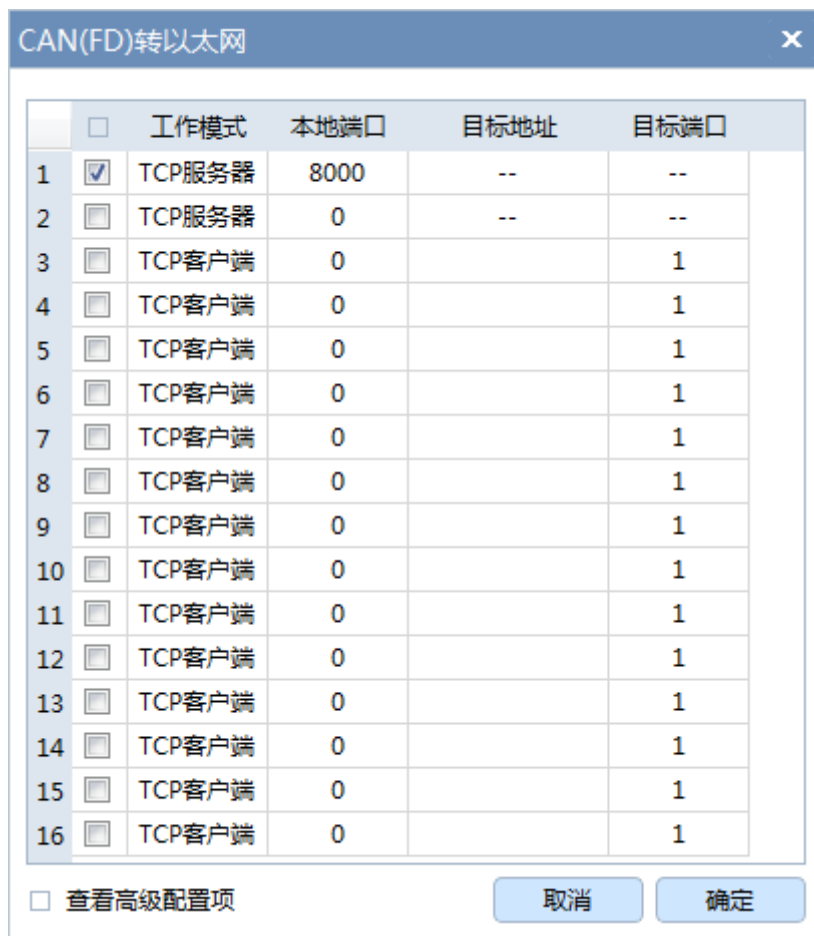 CAN(FD)转以太网
工作模式 本地端口 目标地址 目标端口
1 TCP服务器 8000 -- --
2 TCP服务器 0 -- --
3 TCP客户端 0 1
4 TCP客户端 0 1
5 TCP客户端 0 1
6 TCP客户端 0 1
7 TCP客户端 0 1
8 TCP客户端 0 1
9 TCP客户端 0 1
10 TCP客户端 0 1
11 TCP客户端 0 1
12 TCP客户端 0 1
13 TCP客户端 0 1
14 TCP客户端 0 1
15 TCP客户端 0 1
16 TCP客户端 0 1
查看高级配置项 取消 确定